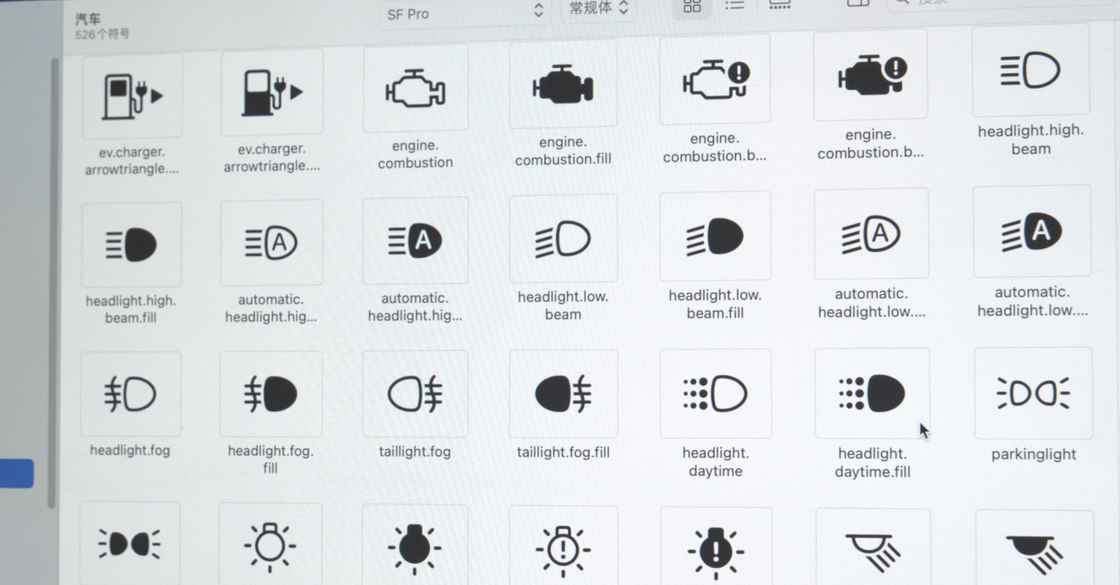 汽车
526个符号
SF Pro
常规体
ev.charger.
arrowtriangle....
ev.charger.
arrowtriangle....
engine.
combustion
engine.
combustion.fill
engine.
combustion.b...
engine.
combustion.b...
headlight.high.
beam
headlight.high.
beam.fill
A
automatic.
headlight.hig...
A
automatic.
headlight.hig...
headlight.low.
beam
headlight.low.
beam.fill
A
automatic.
headlight.low....
A
automatic.
headlight.low....
headlight.fog
headlight.fog.
fill
taillight.fog
taillight.fog.fill
headlight.
daytime
headlight.
daytime.fill
parkinglight